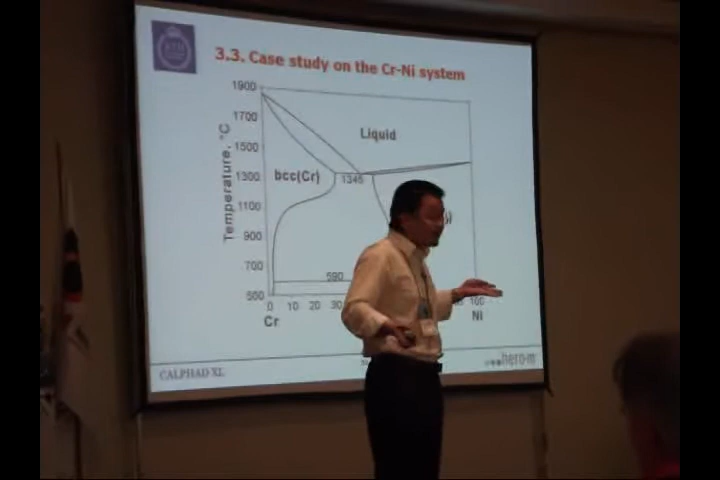 3.3. Case study on the Cr-Ni system
1900
1700
1500
1300
1100
900
700
500
Temperature, °C
Liquid
bcc(Cr)
1345
590
0 10 20 30 100
Cr Ni
CALPHAD XL
hero-m